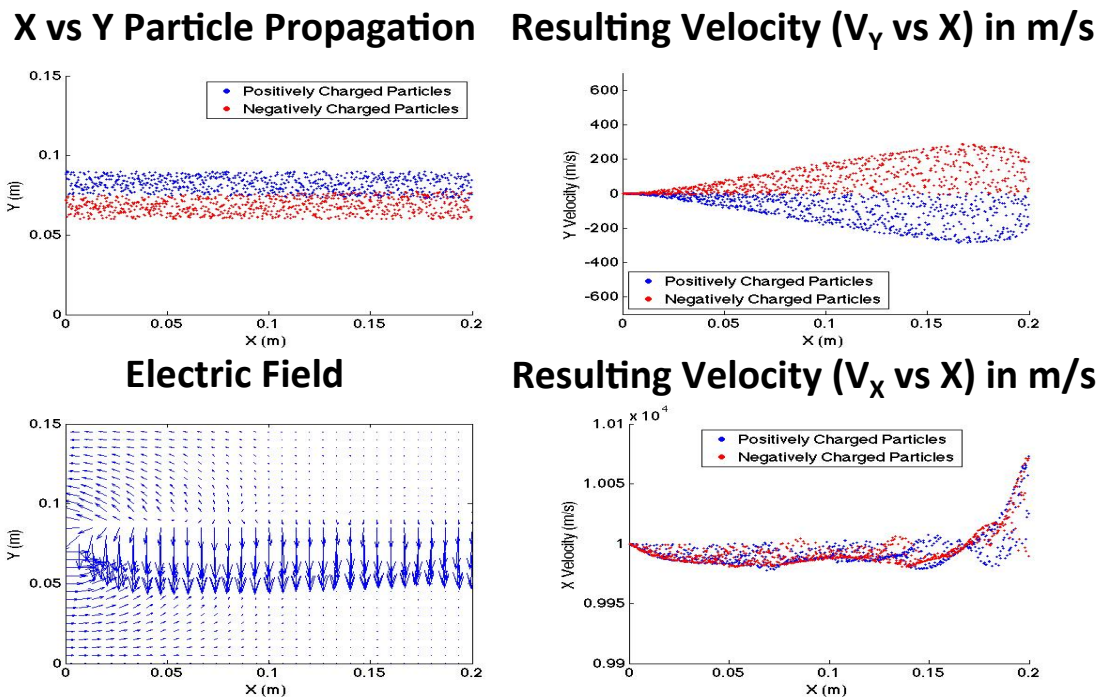 X vs Y Particle Propagation
0.15
0.1
0.05
0
Y (m)
Positively Charged Particles
Negatively Charged Particles
0
0.05
0.1
0.15
0.2
X (m)
Resulting Velocity (VY vs X) in m/s
600
400
200
0
-200
-400
-600
Y Velocity (m/s)
Positively Charged Particles
Negatively Charged Particles
0
0.05
0.1
0.15
0.2
X (m)
Electric Field
0.15
0.1
0.05
0
Y (m)
0
0.05
0.1
0.15
0.2
X (m)
Resulting Velocity (VX vs X) in m/s
x 10^4
1.01
1.005
1
0.995
0.99
X Velocity (m/s)
Positively Charged Particles
Negatively Charged Particles
0
0.05
0.1
0.15
0.2
X (m)